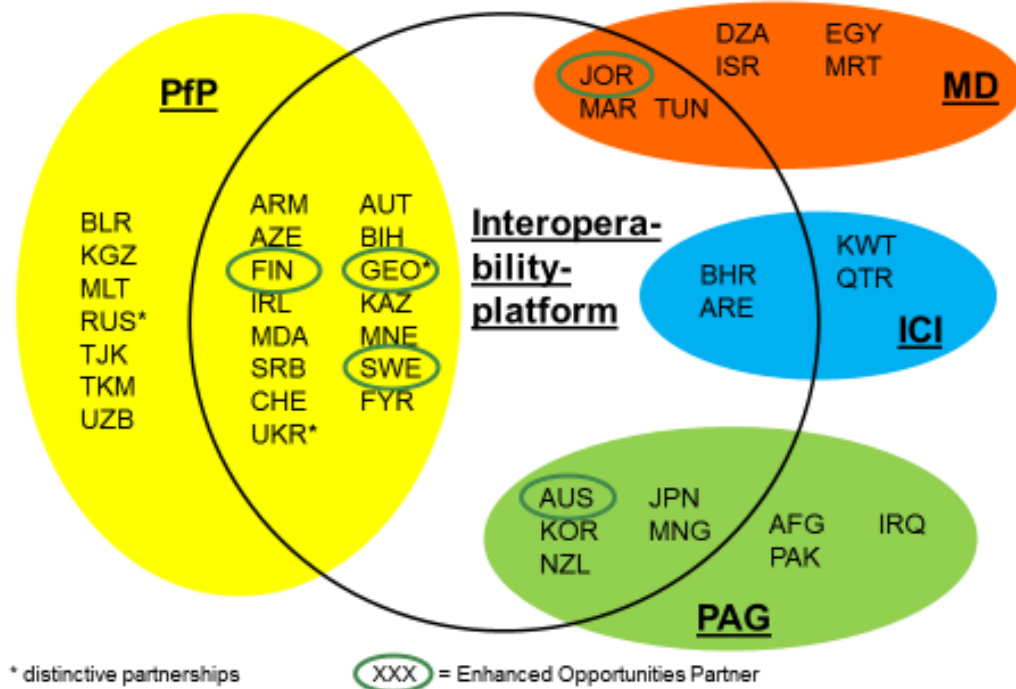 PfP
BLR
KGZ
MLT
RUS*
TJK
TKM
UZB
ARM AUT
AZE BIH
FIN GEO*
IRL KAZ
MDA MNE
SRB SWE
CHE FYR
UKR*
Interopera-
bility-
platform
DZA EGY
JOR ISR MRT
MAR TUN
MD
KWT
BHR QTR
ARE
ICI
AUS JPN
KOR MNG AFG IRQ
NZL PAK
PAG
* distinctive partnerships
XXX = Enhanced Opportunities Partner